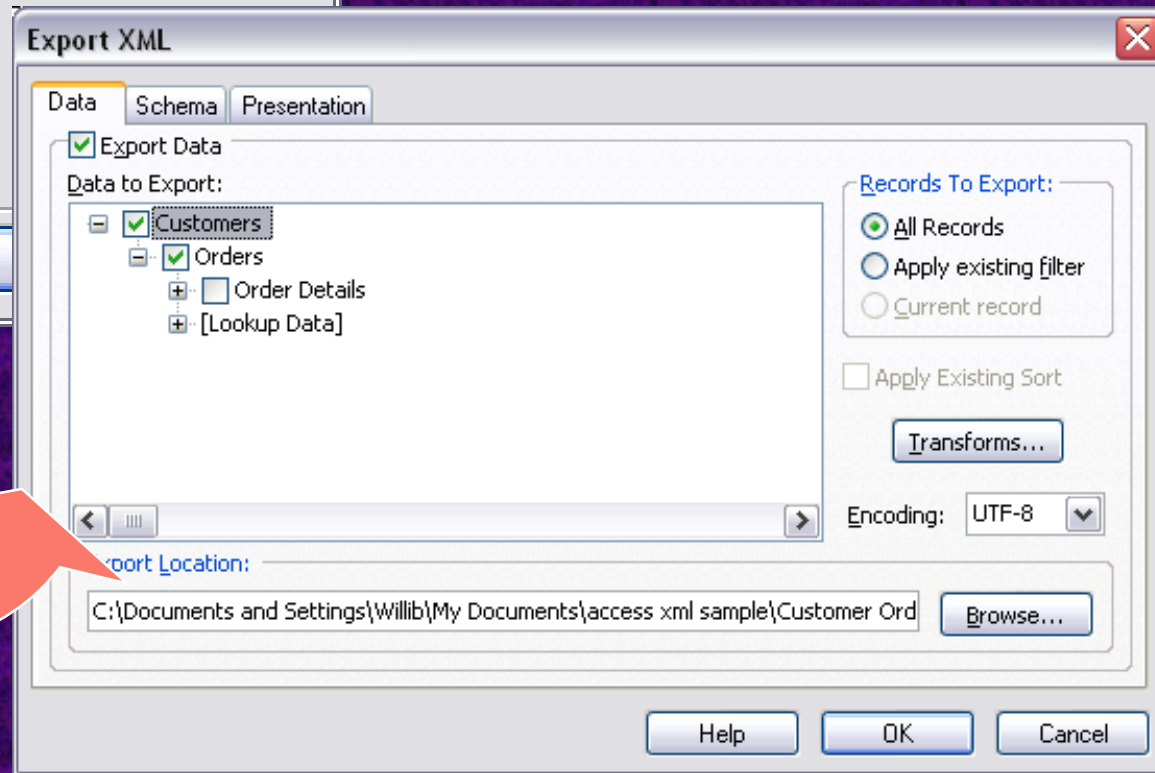 Export XML
Data Schema Presentation
Export Data
Data to Export:
Customers
Orders
Order Details
[Lookup Data]
Records To Export:
All Records
Apply existing filter
Current record
Apply Existing Sort
Transforms...
Encoding: UTF-8
Export Location:
C:\Documents and Settings\Willib\My Documents\access xml sample\Customer Ord
Browse...
Help OK Cancel